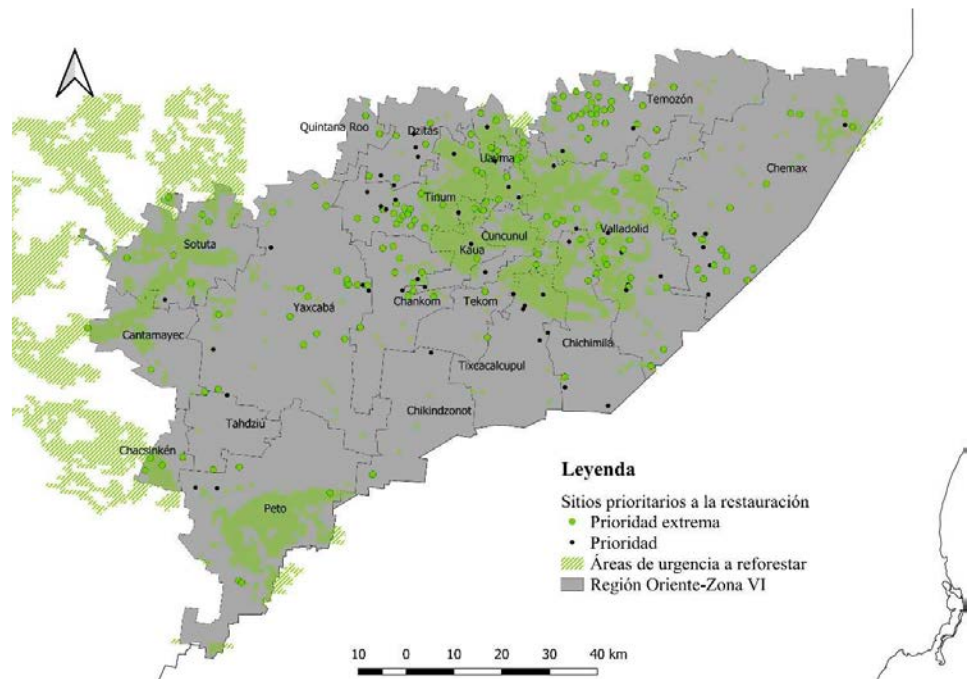 Temozón
Quintana Roo
Dzitás
Uayma
Chemax
Tinum
Sotuta
Cuncunul
Valladolid
Kaua
Yaxcabá
Chankom
Tekom
Cantamayec
Chichimilá
Tixcacalcupul
Chikindzonot
Tahdziú
Chacsinkén
Peto
Leyenda
Sitios prioritarios a la restauración
Prioridad extrema
Prioridad
Áreas de urgencia a reforestar
Región Oriente-Zona VI
10 0 10 20 30 40 km